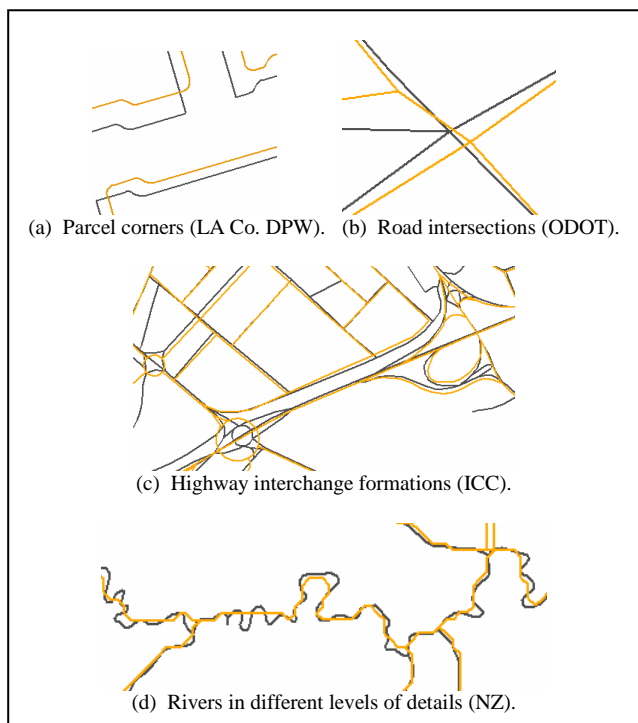 (a) Parcel corners (LA Co. DPW). (b) Road intersections (ODOT).
(c) Highway interchange formations (ICC).
(d) Rivers in different levels of details (NZ).